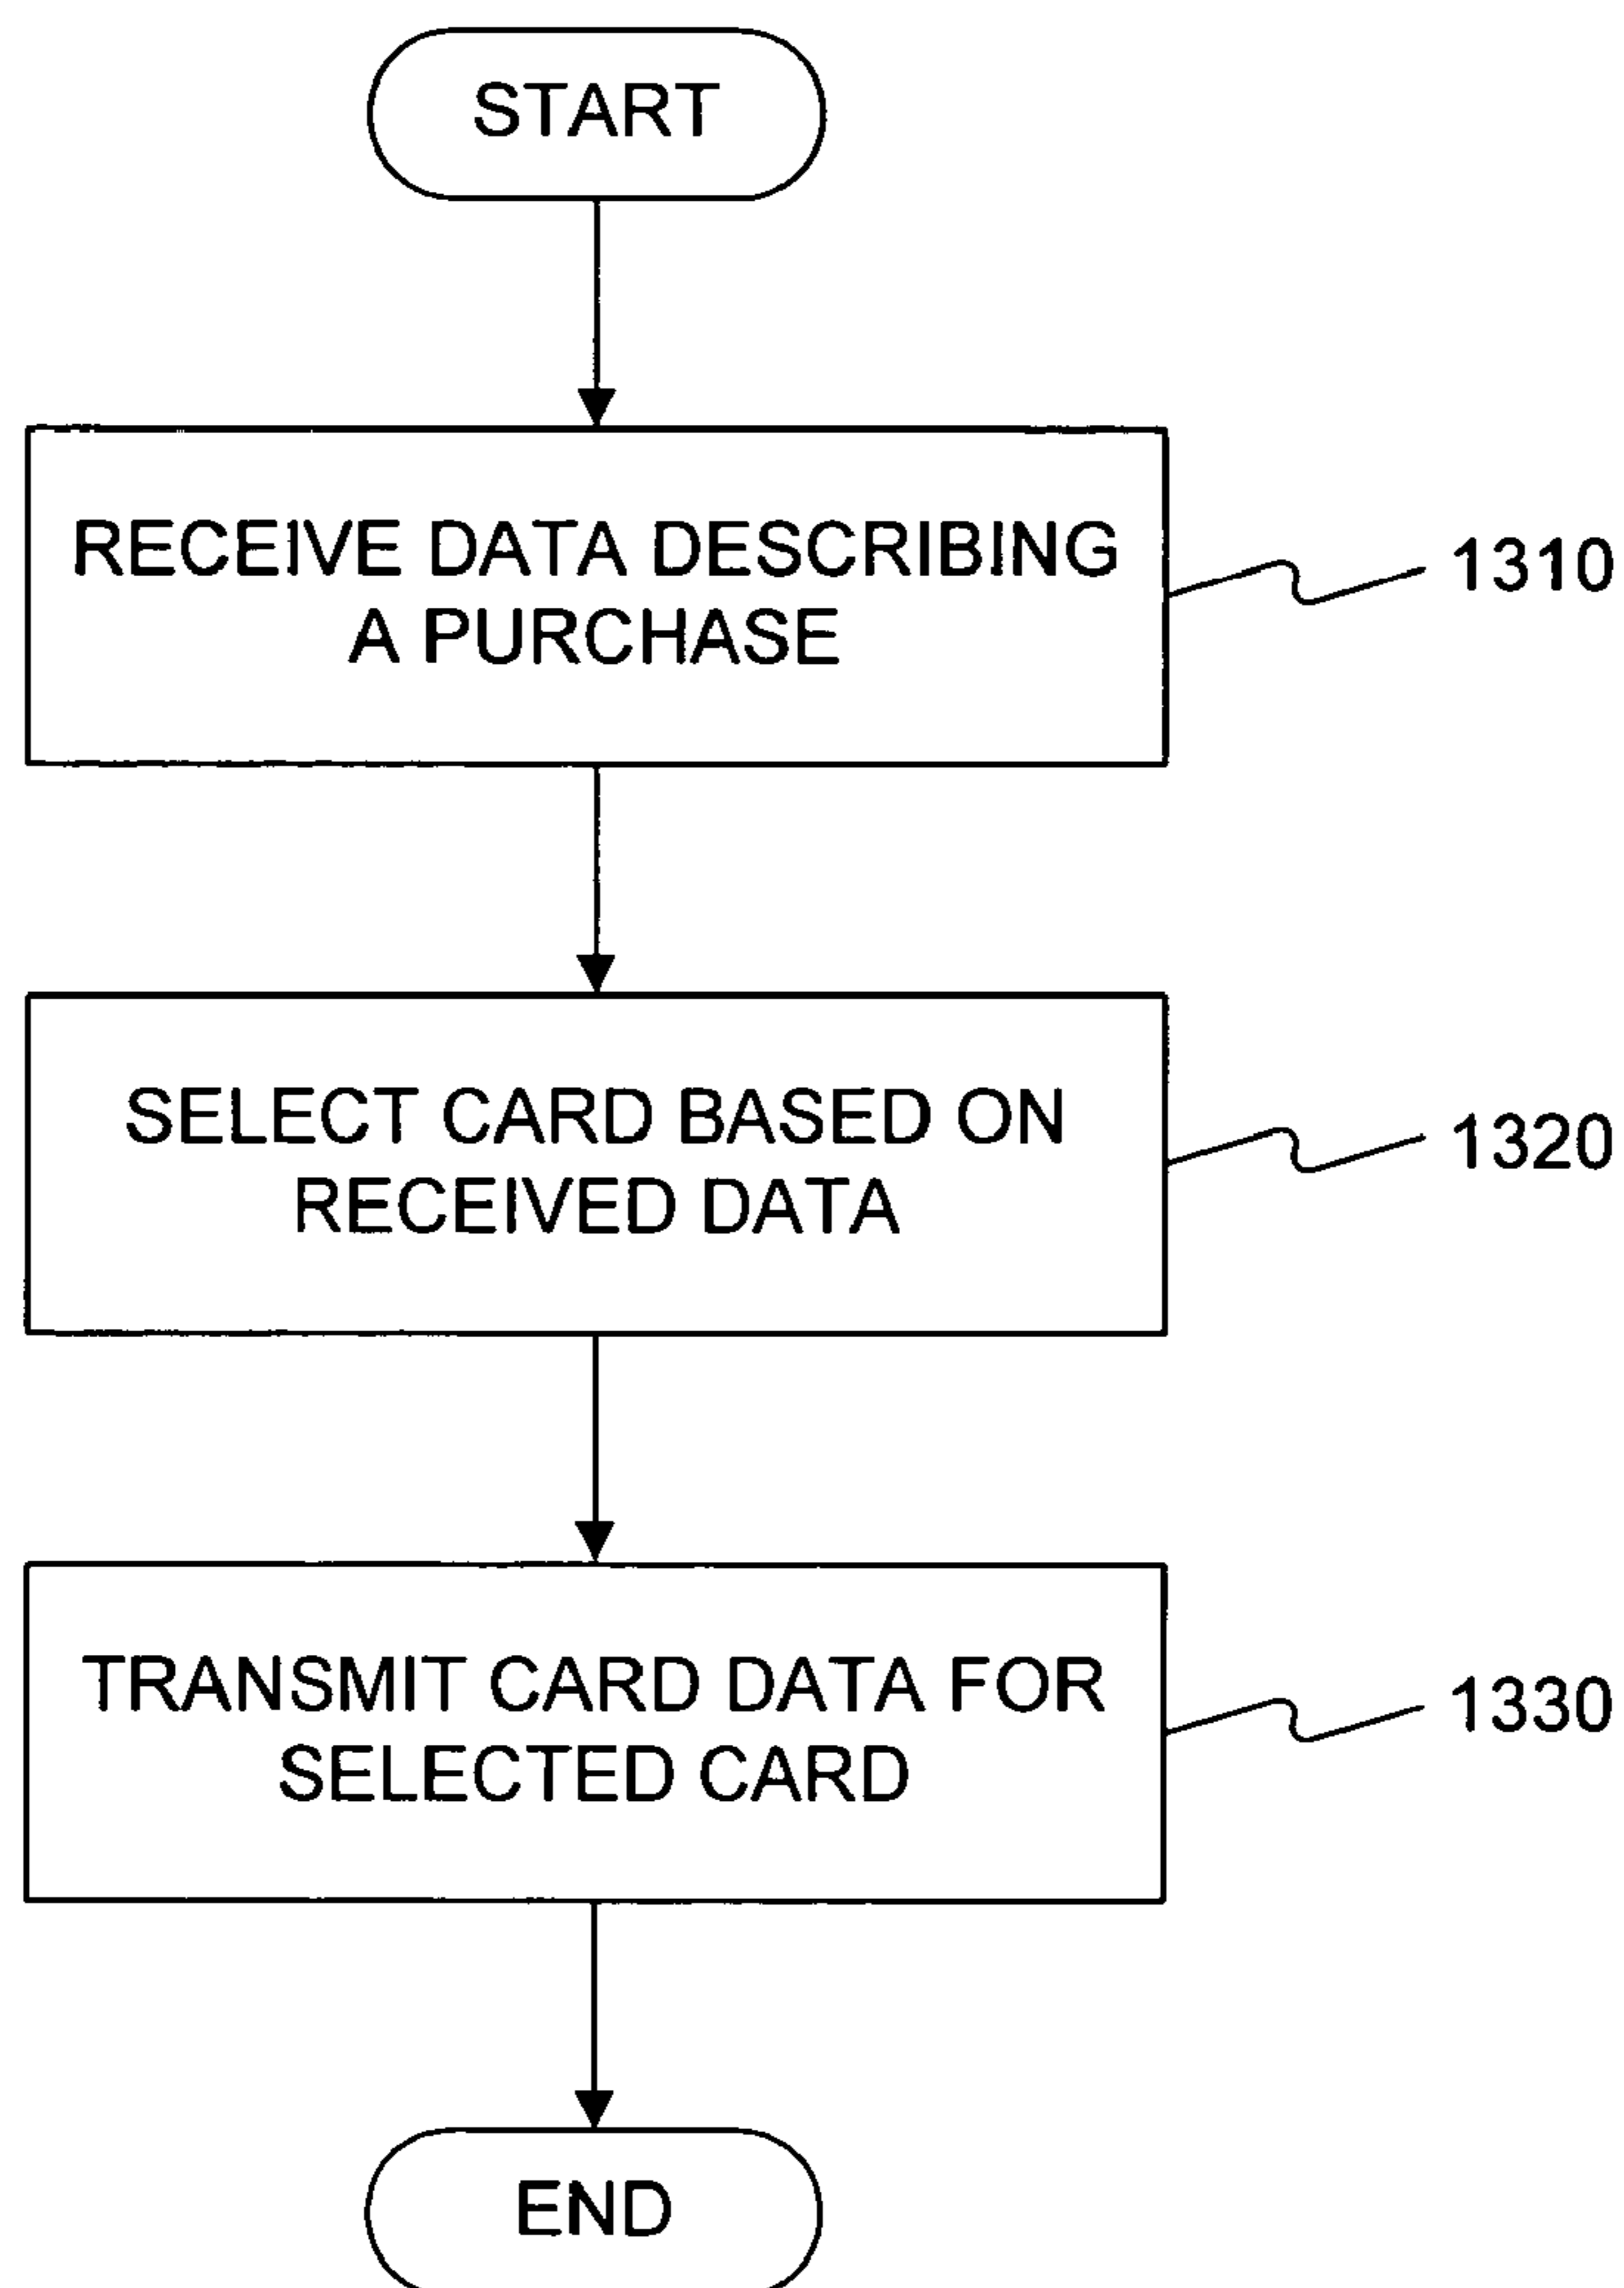 START
RECEIVE DATA DESCRIBING
A PURCHASE
1310
SELECT CARD BASED ON
RECEIVED DATA
1320
TRANSMIT CARD DATA FOR
SELECTED CARD
1330
END